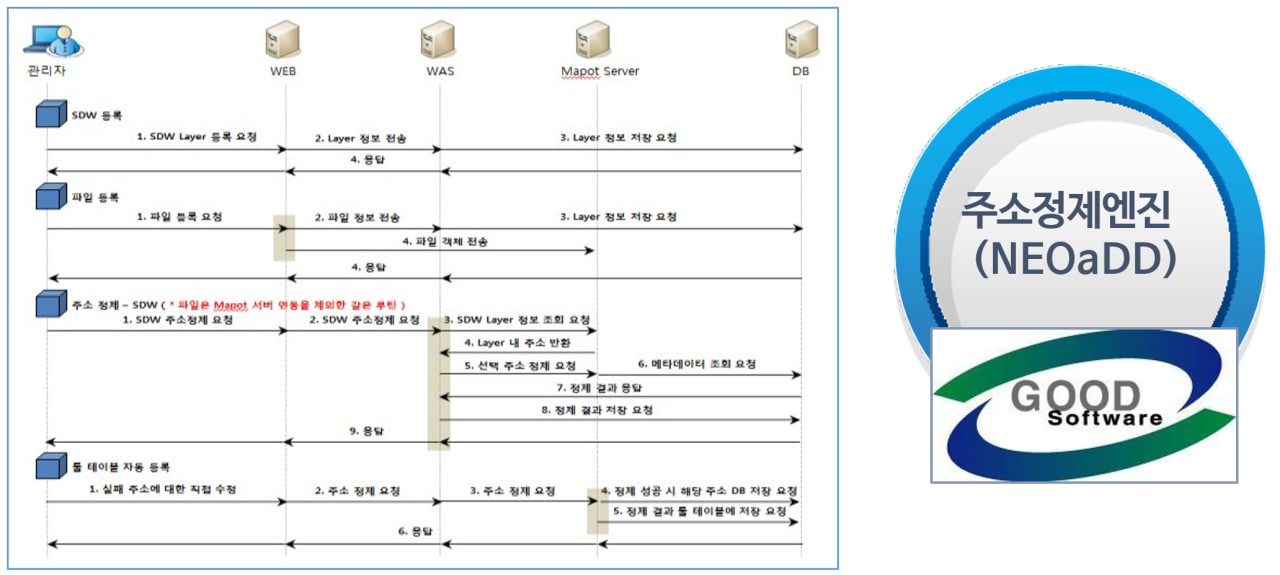 관리자
WEB
WAS
Mapot Server
DB
SDW 등록
1. SDW Layer 등록 요청
2. Layer 정보 전송
3. Layer 정보 저장 요청
4. 응답
파일 등록
1. 파일 등록 요청
2. 파일 정보 전송
3. Layer 정보 저장 요청
4. 파일 객체 전송
4. 응답
주소 정제 – SDW ( * 파일은 Mapot 서버 연동을 제외한 같은 루틴 )
1. SDW 주소정제 요청
2. SDW 주소정제 요청
3. SDW Layer 정보 조회 요청
4. Layer 내 주소 반환
5. 선택 주소 정제 요청
6. 메타데이터 조회 요청
7. 정제 결과 응답
8. 정제 결과 저장 요청
9. 응답
룰 테이블 자동 등록
1. 실패 주소에 대한 직접 수정
2. 주소 정제 요청
3. 주소 정제 요청
4. 정제 성공 시 해당 주소 DB 저장 요청
5. 정제 결과 룰 테이블에 저장 요청
6. 응답
주소정제엔진
(NEOaDD)
GOOD
Software